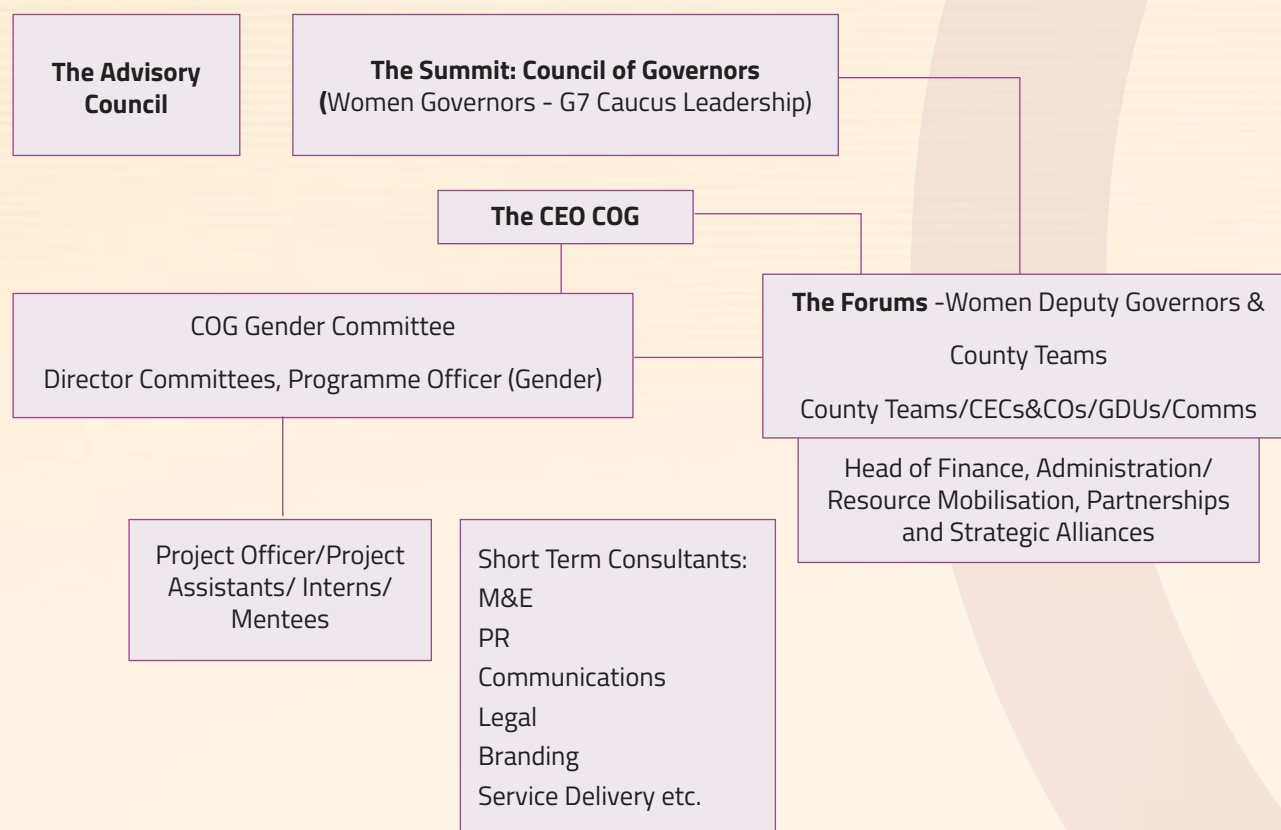 The Advisory
Council
The Summit: Council of Governors
(Women Governors - G7 Caucus Leadership)
The CEO COG
COG Gender Committee
Director Committees, Programme Officer (Gender)
The Forums -Women Deputy Governors &
County Teams
County Teams/CECs&COs/GDUs/Comms
Head of Finance, Administration/
Resource Mobilisation, Partnerships
and Strategic Alliances
Project Officer/Project
Assistants/ Interns/
Mentees
Short Term Consultants:
M&E
PR
Communications
Legal
Branding
Service Delivery etc.